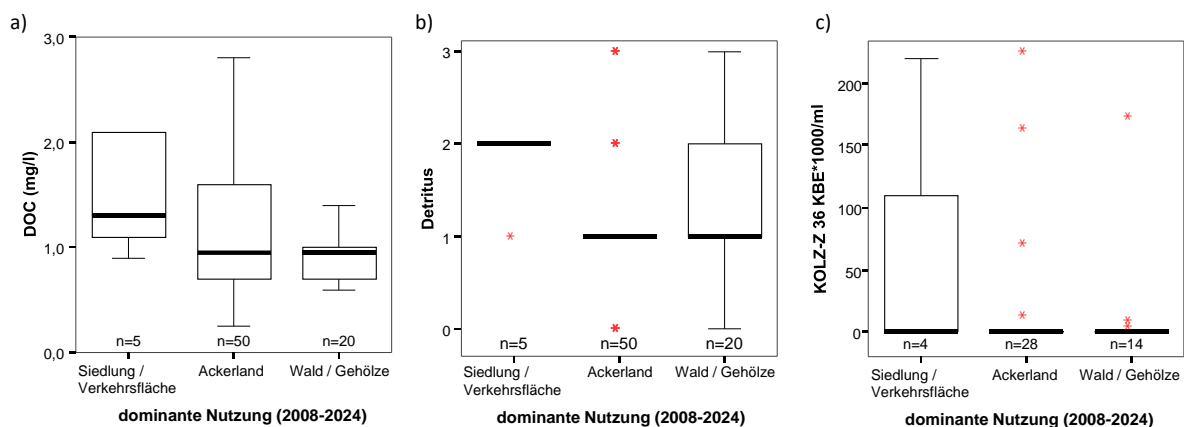 a)
3,0
2,0
1,0
0,0
DOC (mg/l)
n=5
n=50
n=20
Siedlung /
Verkehrsfläche
Ackerland
Wald / Gehölze
dominante Nutzung (2008-2024)
b)
3
2
1
0
Detritus
n=5
n=50
n=20
Siedlung /
Verkehrsfläche
Ackerland
Wald / Gehölze
dominante Nutzung (2008-2024)
c)
200
150
100
50
0
KOLZ-Z 36 KBE*1000/ml
n=4
n=28
n=14
Siedlung /
Verkehrsfläche
Ackerland
Wald / Gehölze
dominante Nutzung (2008-2024)